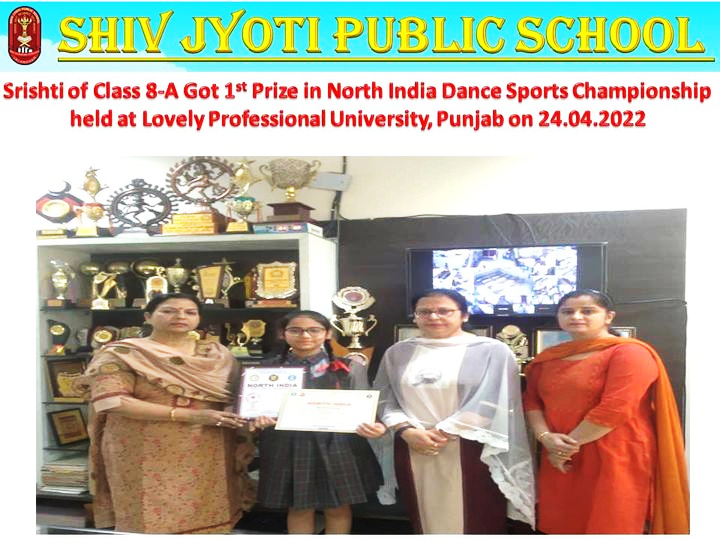 SHIV JYOTI PUBLIC SCHOOL
Srishti of Class 8-A Got 1st Prize in North India Dance Sports Championship
held at Lovely Professional University, Punjab on 24.04.2022
NORTH INDIA